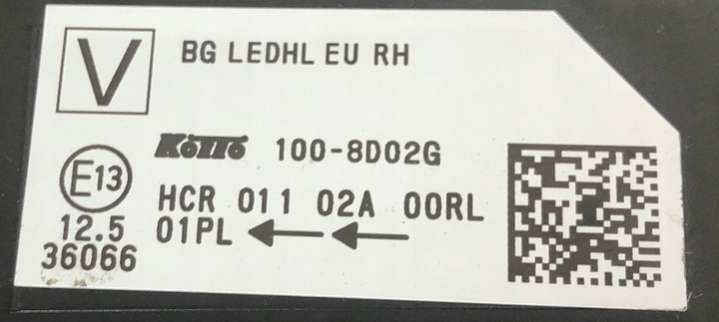 V
BG LEDHL EU RH
KOITO 100-8D02G
E13
HCR 011 02A 00RL
12.5
01PL
36066